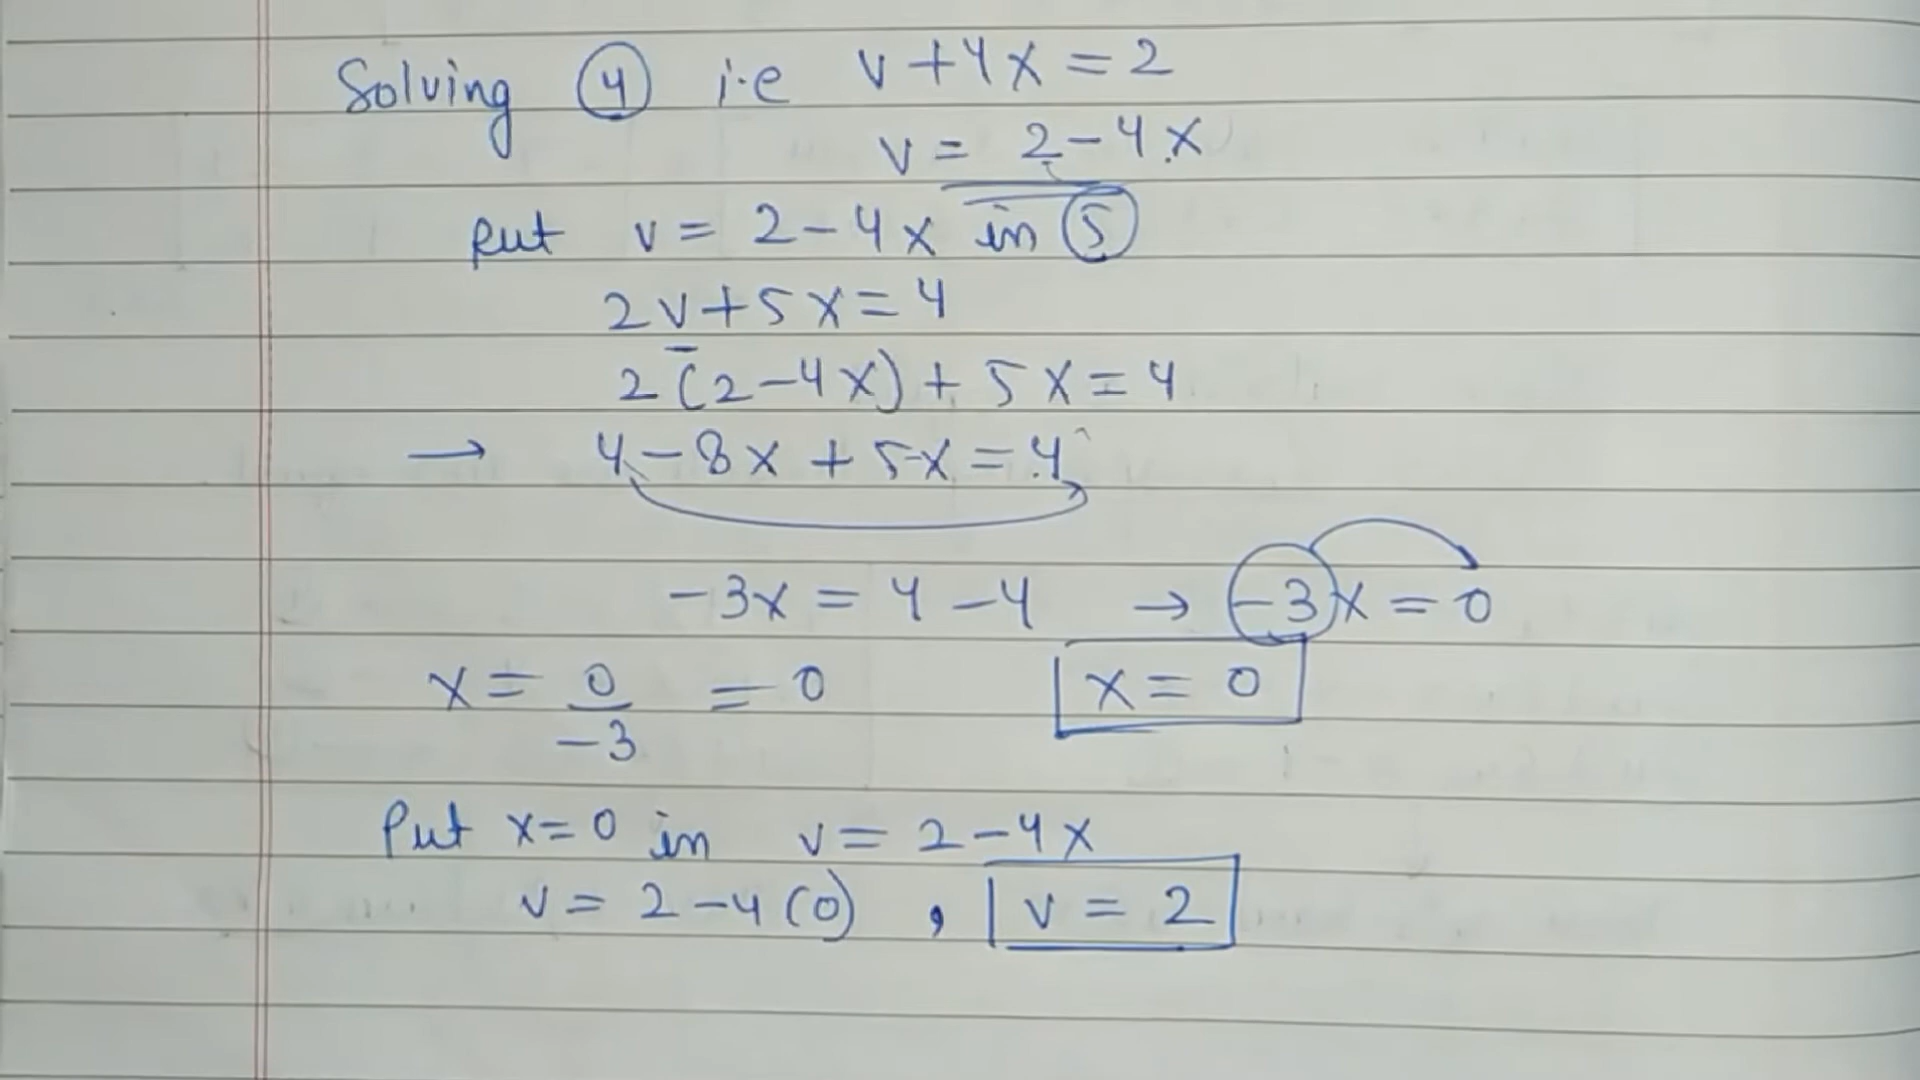 Solving ④ i.e v+4x=2
v = 2-4x
Put v = 2-4x in ⑤
2v+5x=4
2(2-4x)+5x=4
→ 4-8x+5x=4
-3x = 4-4 → -3x=0
x = 0/-3 = 0 x = 0
Put x=0 in v = 2-4x
v = 2-4(0) , v = 2